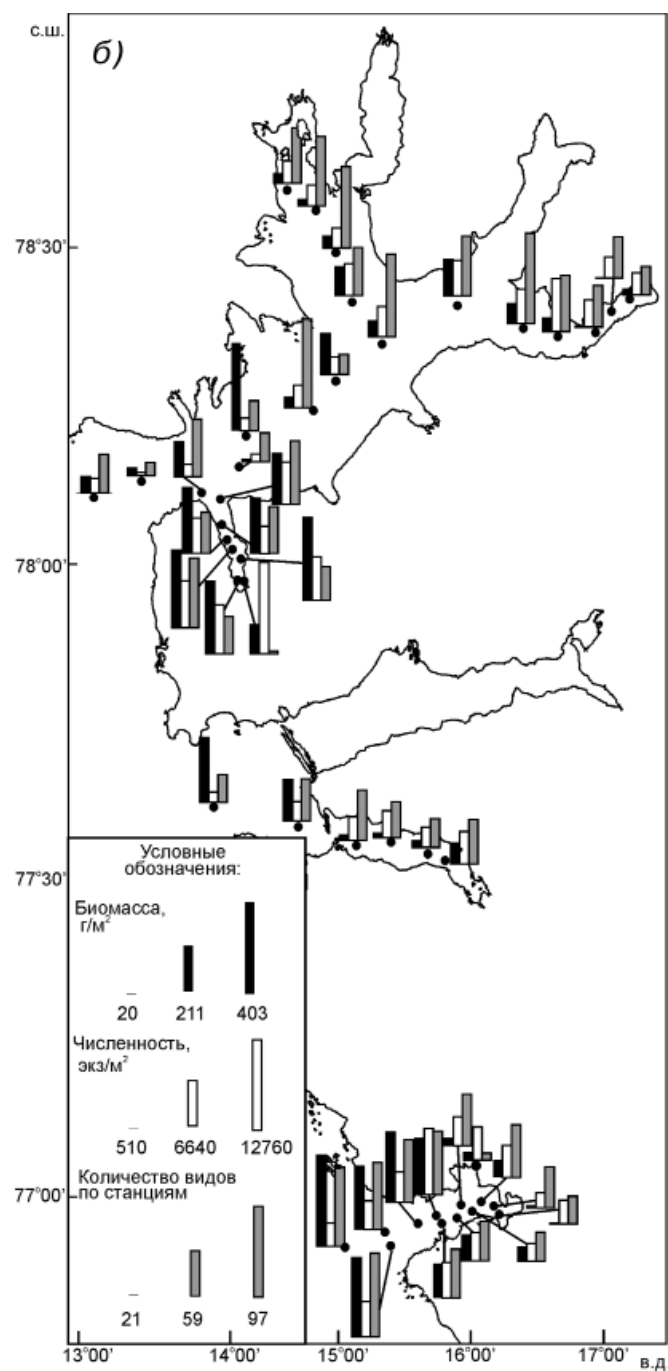 с.ш.
б)
78°30'
78°00'
77°30'
Условные
обозначения:
Биомасса,
г/м²
20 211 403
Численность,
экз/м²
510 6640 12760
Количество видов
по станциям
21 59 97
77°00'
13°00' 14°00' 15°00' 16°00' 17°00'
в.д